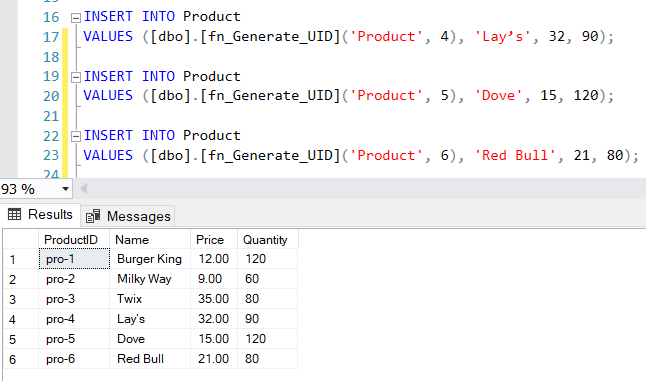 16 INSERT INTO Product
17 VALUES ([dbo].[fn_Generate_UID]('Product', 4), 'Lay’s', 32, 90);
18
19 INSERT INTO Product
20 VALUES ([dbo].[fn_Generate_UID]('Product', 5), 'Dove', 15, 120);
21
22 INSERT INTO Product
23 VALUES ([dbo].[fn_Generate_UID]('Product', 6), 'Red Bull', 21, 80);
24
93 %
Results Messages
ProductID Name Price Quantity
1 pro-1 Burger King 12.00 120
2 pro-2 Milky Way 9.00 60
3 pro-3 Twix 35.00 80
4 pro-4 Lay’s 32.00 90
5 pro-5 Dove 15.00 120
6 pro-6 Red Bull 21.00 80